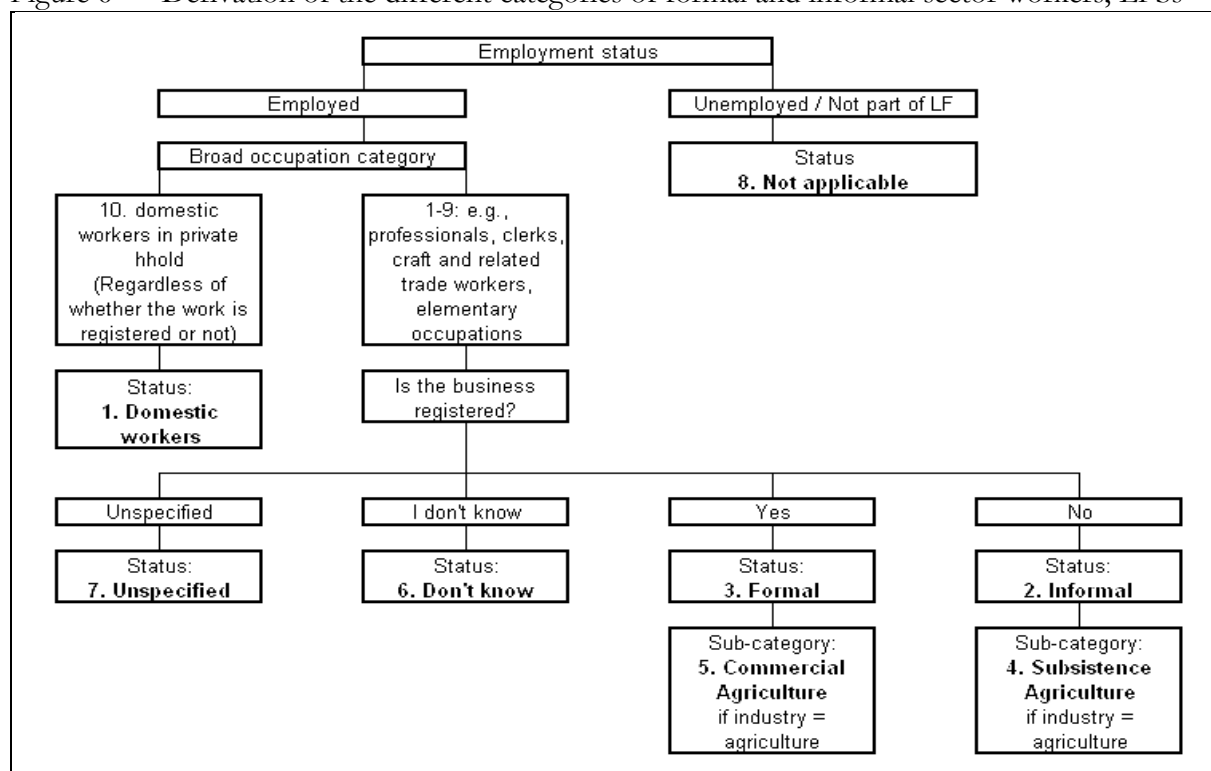 Figure 6 Derivation of the different categories of formal and informal sector workers, LFSs
Employment status
Employed
Unemployed / Not part of LF
Broad occupation category
Status
8. Not applicable
10. domestic
workers in private
hhold
(Regardless of
whether the work is
registered or not)
1-9: e.g.,
professionals, clerks,
craft and related
trade workers,
elementary
occupations
Status:
1. Domestic
workers
Is the business
registered?
Unspecified
I don't know
Yes
No
Status:
7. Unspecified
Status:
6. Don't know
Status:
3. Formal
Status:
2. Informal
Sub-category:
5. Commercial
Agriculture
if industry =
agriculture
Sub-category:
4. Subsistence
Agriculture
if industry =
agriculture